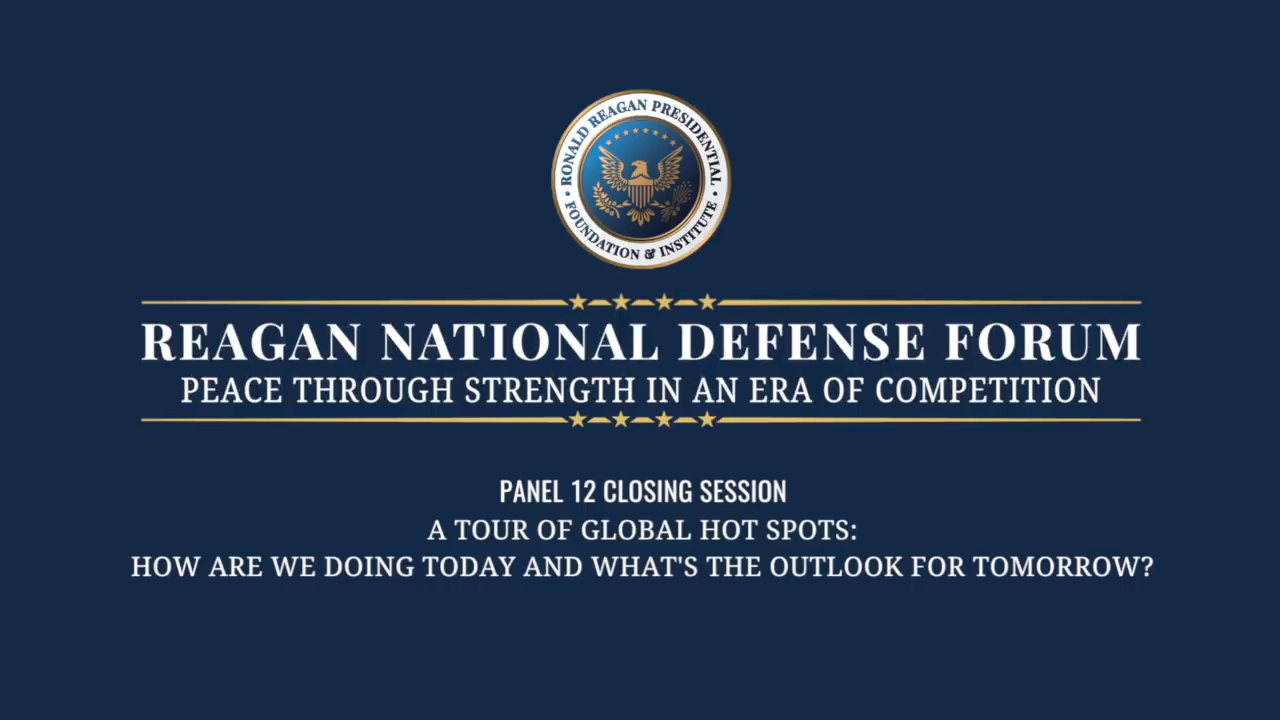 RONALD REAGAN PRESIDENTIAL
FOUNDATION & INSTITUTE
REAGAN NATIONAL DEFENSE FORUM
PEACE THROUGH STRENGTH IN AN ERA OF COMPETITION
PANEL 12 CLOSING SESSION
A TOUR OF GLOBAL HOT SPOTS:
HOW ARE WE DOING TODAY AND WHAT'S THE OUTLOOK FOR TOMORROW?